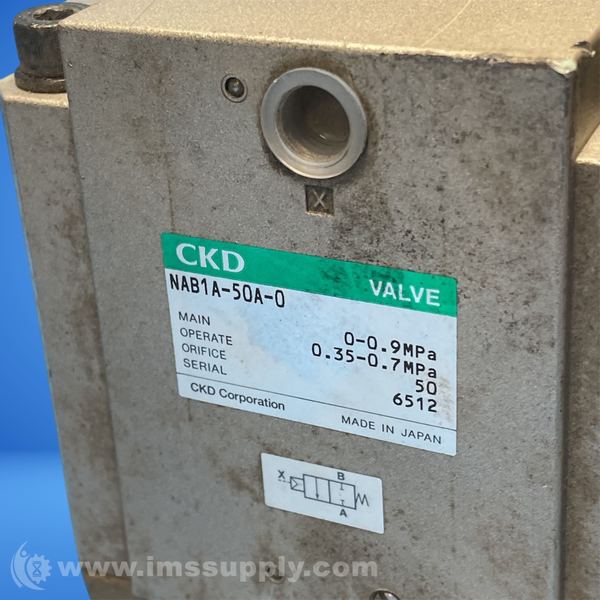 X
CKD VALVE
NAB1A-50A-0
MAIN 0-0.9MPa
OPERATE 0.35-0.7MPa
ORIFICE 50
SERIAL 6512
CKD Corporation MADE IN JAPAN
X B
A
www.imssupply.com